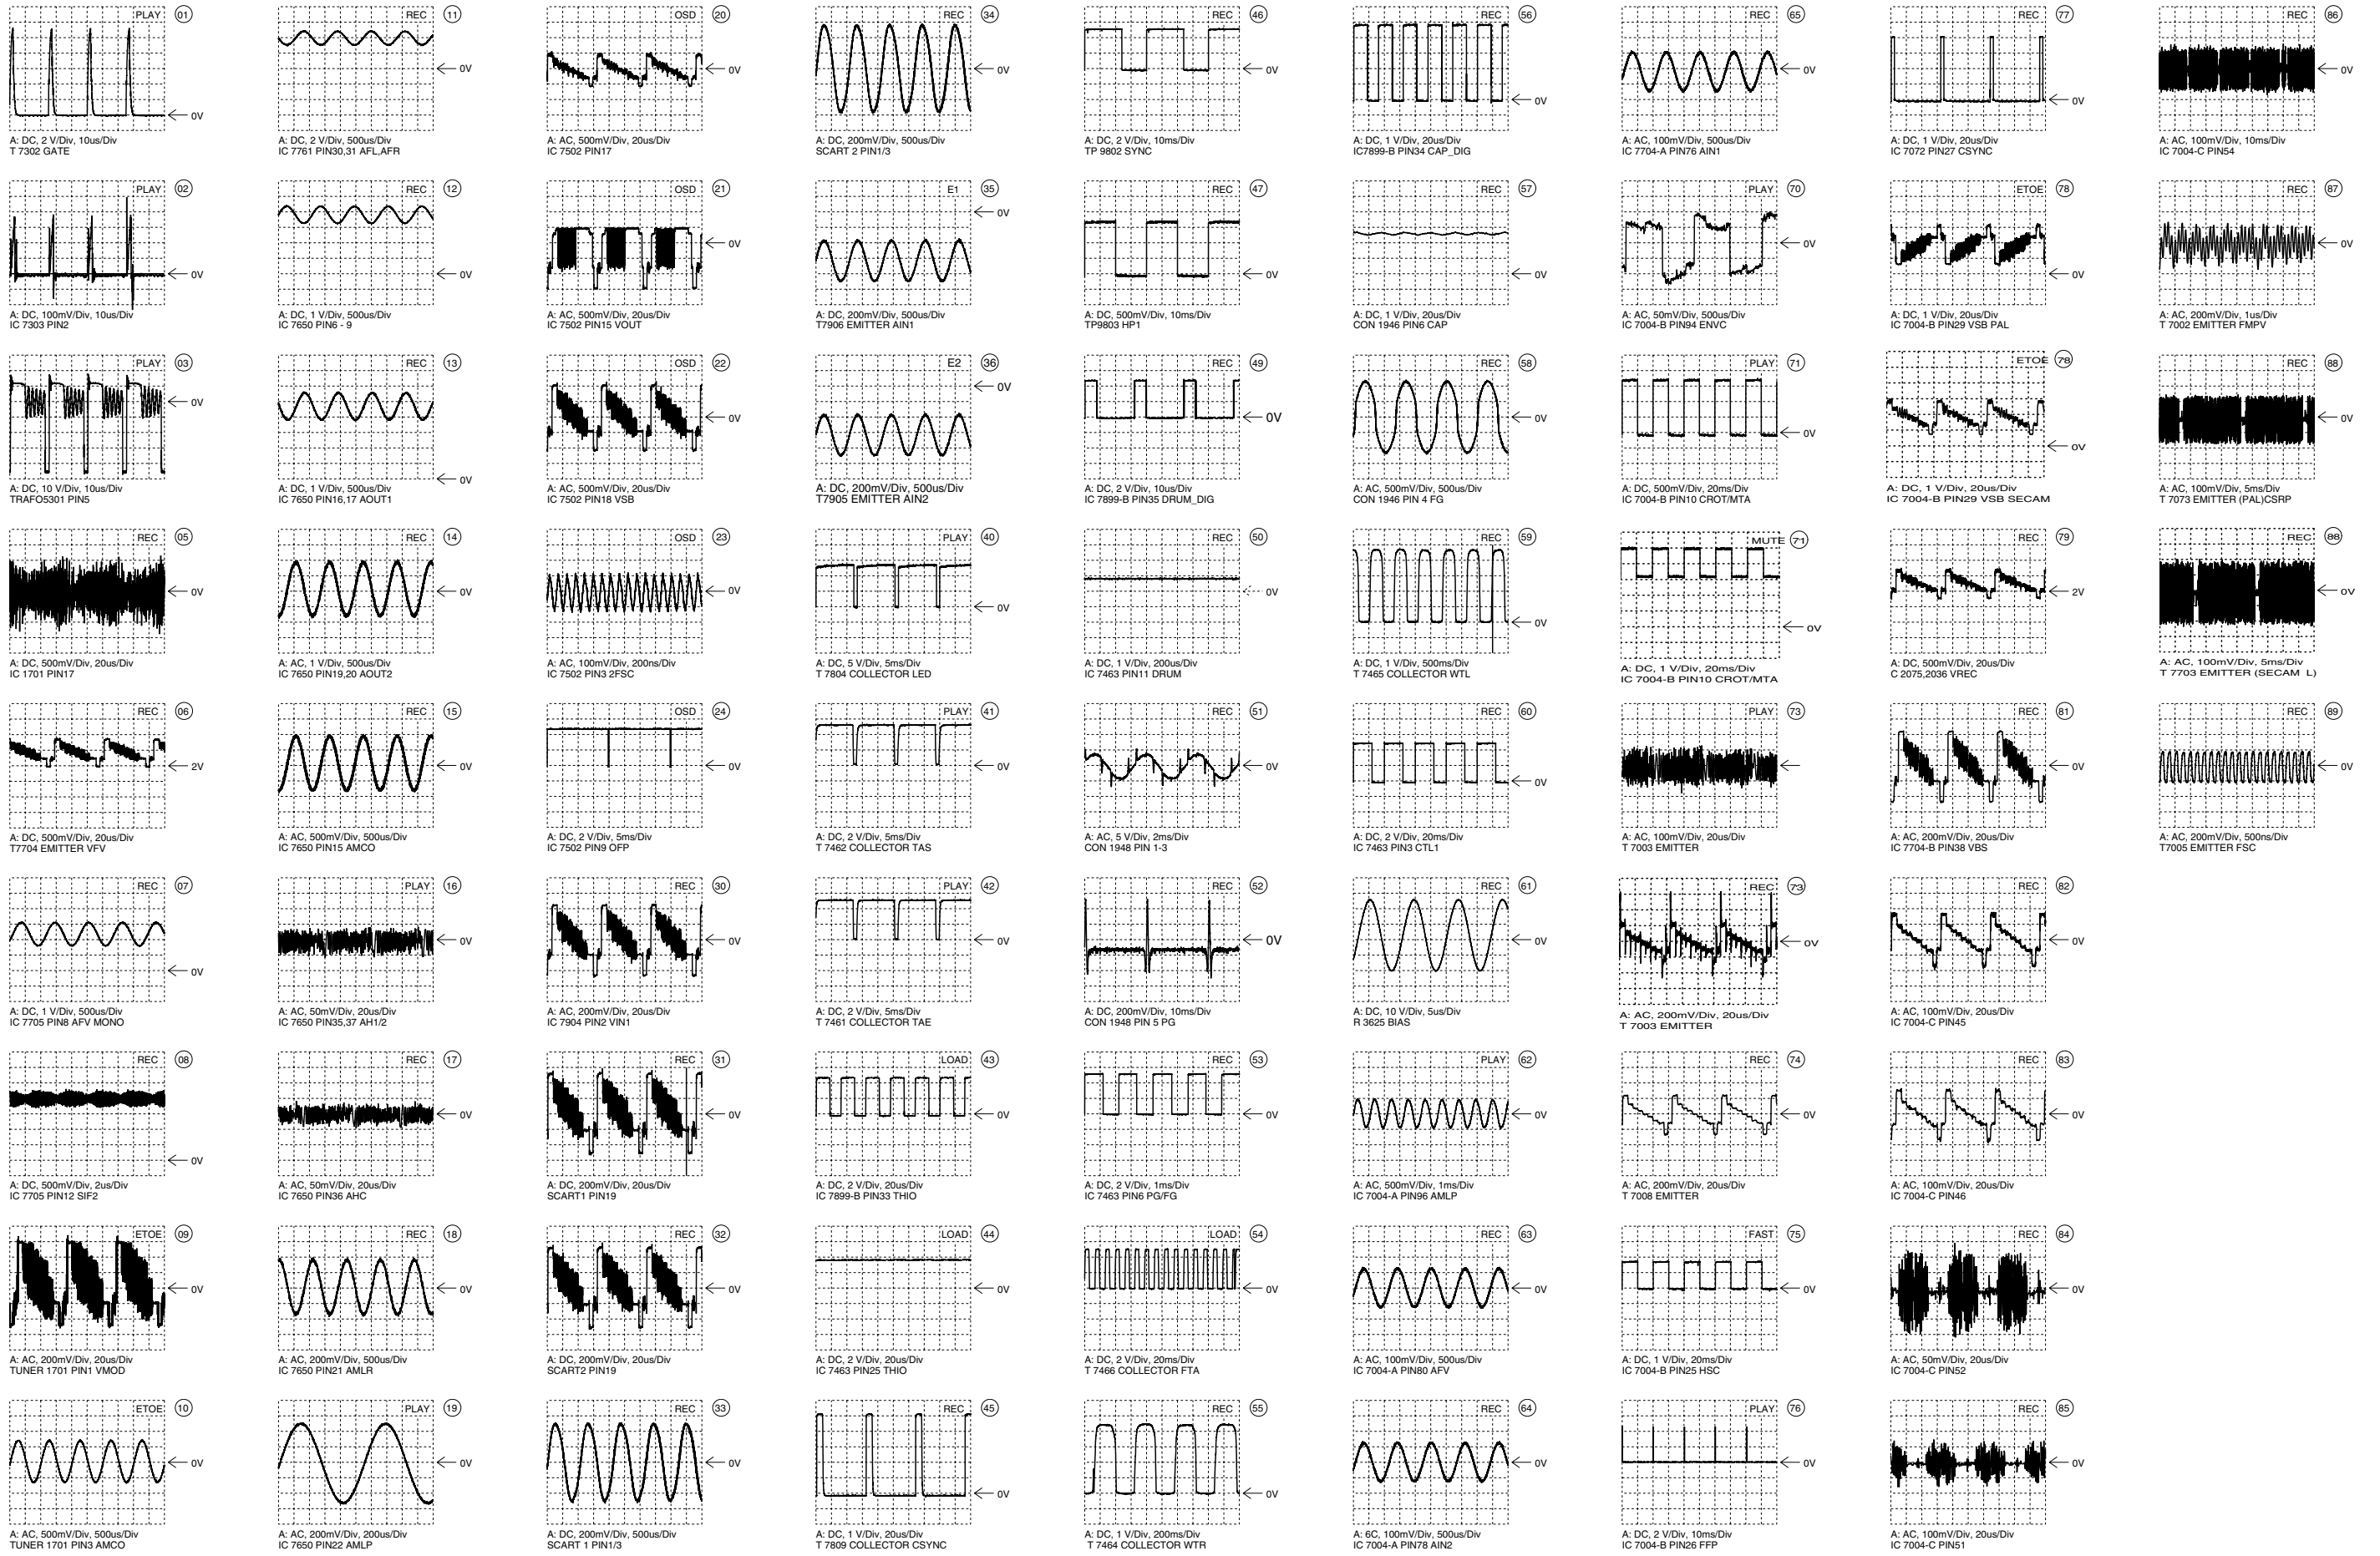 PLAY 01
0V
A: DC, 2 V/Div, 10us/Div
T 7302 GATE
PLAY 02
0V
A: DC, 100mV/Div, 10us/Div
IC 7303 PIN2
PLAY 03
0V
A: DC, 10 V/Div, 10us/Div
TRAFO5301 PIN5
REC 05
0V
A: DC, 500mV/Div, 20us/Div
IC 1701 PIN17
REC 06
2V
A: DC, 500mV/Div, 20us/Div
T7704 EMITTER VFV
REC 07
0V
A: DC, 1 V/Div, 500us/Div
IC 7705 PIN8 AFV MONO
REC 08
0V
A: DC, 500mV/Div, 2us/Div
IC 7705 PIN12 SIF2
ETOE 09
0V
A: AC, 200mV/Div, 20us/Div
TUNER 1701 PIN1 VMOD
ETOE 10
0V
A: AC, 500mV/Div, 500us/Div
TUNER 1701 PIN3 AMCO
REC 11
0V
A: DC, 2 V/Div, 500us/Div
IC 7761 PIN30,31 AFL,AFR
REC 12
0V
A: DC, 1 V/Div, 500us/Div
IC 7650 PIN6 - 9
REC 13
0V
A: DC, 1 V/Div, 500us/Div
IC 7650 PIN16,17 AOUT1
REC 14
0V
A: AC, 1 V/Div, 500us/Div
IC 7650 PIN19,20 AOUT2
REC 15
0V
A: AC, 500mV/Div, 500us/Div
IC 7650 PIN15 AMCO
PLAY 16
0V
A: AC, 50mV/Div, 20us/Div
IC 7650 PIN35,37 AH1/2
REC 17
0V
A: AC, 50mV/Div, 20us/Div
IC 7650 PIN36 AHC
REC 18
0V
A: AC, 200mV/Div, 500us/Div
IC 7650 PIN21 AMLR
PLAY 19
0V
A: AC, 200mV/Div, 200us/Div
IC 7650 PIN22 AMLP
OSD 20
0V
A: AC, 500mV/Div, 20us/Div
IC 7502 PIN17
OSD 21
0V
A: AC, 500mV/Div, 20us/Div
IC 7502 PIN15 VOUT
OSD 22
0V
A: AC, 500mV/Div, 20us/Div
IC 7502 PIN18 VSB
OSD 23
0V
A: AC, 100mV/Div, 200ns/Div
IC 7502 PIN3 2FSC
OSD 24
0V
A: DC, 2 V/Div, 5ms/Div
IC 7502 PIN9 OFP
REC 30
0V
A: AC, 200mV/Div, 20us/Div
IC 7904 PIN2 VIN1
REC 31
0V
A: DC, 200mV/Div, 20us/Div
SCART1 PIN19
REC 32
0V
A: DC, 200mV/Div, 20us/Div
SCART2 PIN19
REC 33
0V
A: DC, 200mV/Div, 500us/Div
SCART 1 PIN1/3
REC 34
0V
A: DC, 200mV/Div, 500us/Div
SCART 2 PIN1/3
E1 35
0V
A: DC, 200mV/Div, 500us/Div
T7906 EMITTER AIN1
E2 36
0V
A: DC, 200mV/Div, 500us/Div
T7905 EMITTER AIN2
PLAY 40
0V
A: DC, 5 V/Div, 5ms/Div
T 7804 COLLECTOR LED
PLAY 41
0V
A: DC, 2 V/Div, 5ms/Div
T 7462 COLLECTOR TAS
PLAY 42
0V
A: DC, 2 V/Div, 5ms/Div
T 7461 COLLECTOR TAE
LOAD 43
0V
A: DC, 2 V/Div, 20us/Div
IC 7899-B PIN33 THIO
LOAD 44
0V
A: DC, 2 V/Div, 20us/Div
IC 7463 PIN25 THIO
REC 45
0V
A: DC, 1 V/Div, 20us/Div
T 7809 COLLECTOR CSYNC
REC 46
0V
A: DC, 2 V/Div, 10ms/Div
TP 9802 SYNC
REC 47
0V
A: DC, 500mV/Div, 10ms/Div
TP9803 HP1
REC 49
0V
A: DC, 2 V/Div, 10us/Div
IC 7899-B PIN35 DRUM_DIG
REC 50
0V
A: DC, 1 V/Div, 200us/Div
IC 7463 PIN11 DRUM
REC 51
0V
A: AC, 5 V/Div, 2ms/Div
CON 1948 PIN 1-3
REC 52
0V
A: DC, 200mV/Div, 10ms/Div
CON 1948 PIN 5 PG
REC 53
0V
A: DC, 2 V/Div, 1ms/Div
IC 7463 PIN6 PG/FG
LOAD 54
0V
A: DC, 2 V/Div, 20ms/Div
T 7466 COLLECTOR FTA
REC 55
0V
A: DC, 1 V/Div, 200ms/Div
T 7464 COLLECTOR WTR
REC 56
0V
A: DC, 1 V/Div, 20us/Div
IC7899-B PIN34 CAP_DIG
REC 57
0V
A: DC, 1 V/Div, 20us/Div
CON 1946 PIN6 CAP
REC 58
0V
A: AC, 500mV/Div, 500us/Div
CON 1946 PIN 4 FG
REC 59
0V
A: DC, 1 V/Div, 500ms/Div
T 7465 COLLECTOR WTL
REC 60
0V
A: DC, 2 V/Div, 20ms/Div
IC 7463 PIN3 CTL1
REC 61
0V
A: DC, 10 V/Div, 5us/Div
R 3625 BIAS
PLAY 62
0V
A: AC, 500mV/Div, 1ms/Div
IC 7004-A PIN96 AMLP
REC 63
0V
A: AC, 100mV/Div, 500us/Div
IC 7004-A PIN80 AFV
REC 64
0V
A: 6C, 100mV/Div, 500us/Div
IC 7004-A PIN78 AIN2
REC 65
0V
A: AC, 100mV/Div, 500us/Div
IC 7704-A PIN76 AIN1
PLAY 70
0V
A: AC, 50mV/Div, 500us/Div
IC 7004-B PIN94 ENVC
PLAY 71
0V
A: DC, 500mV/Div, 20ms/Div
IC 7004-B PIN10 CROT/MTA
MUTE 71
0V
A: DC, 1 V/Div, 20ms/Div
IC 7004-B PIN10 CROT/MTA
PLAY 73
A: AC, 100mV/Div, 20us/Div
T 7003 EMITTER
REC 73
0V
A: AC, 200mV/Div, 20us/Div
T 7003 EMITTER
REC 74
0V
A: AC, 200mV/Div, 20us/Div
T 7008 EMITTER
FAST 75
0V
A: DC, 1 V/Div, 20ms/Div
IC 7004-B PIN25 HSC
PLAY 76
0V
A: DC, 2 V/Div, 10ms/Div
IC 7004-B PIN26 FFP
REC 77
0V
A: DC, 1 V/Div, 20us/Div
IC 7072 PIN27 CSYNC
ETOE 78
0V
A: DC, 1 V/Div, 20us/Div
IC 7004-B PIN29 VSB PAL
ETOE 78
0V
A: DC, 1 V/Div, 20us/Div
IC 7004-B PIN29 VSB SECAM
REC 79
2V
A: DC, 500mV/Div, 20us/Div
C 2075,2036 VREC
REC 81
0V
A: AC, 200mV/Div, 20us/Div
IC 7704-B PIN38 VBS
REC 82
0V
A: AC, 100mV/Div, 20us/Div
IC 7004-C PIN45
REC 83
0V
A: AC, 100mV/Div, 20us/Div
IC 7004-C PIN46
REC 84
0V
A: AC, 50mV/Div, 20us/Div
IC 7004-C PIN52
REC 85
0V
A: AC, 100mV/Div, 20us/Div
IC 7004-C PIN51
REC 86
0V
A: AC, 100mV/Div, 10ms/Div
IC 7004-C PIN54
REC 87
0V
A: AC, 200mV/Div, 1us/Div
T 7002 EMITTER FMPV
REC 88
0V
A: AC, 100mV/Div, 5ms/Div
T 7073 EMITTER (PAL)CSRP
REC 88
0V
A: AC, 100mV/Div, 5ms/Div
T 7703 EMITTER (SECAM L)
REC 89
0V
A: AC, 200mV/Div, 500ns/Div
T7005 EMITTER FSC